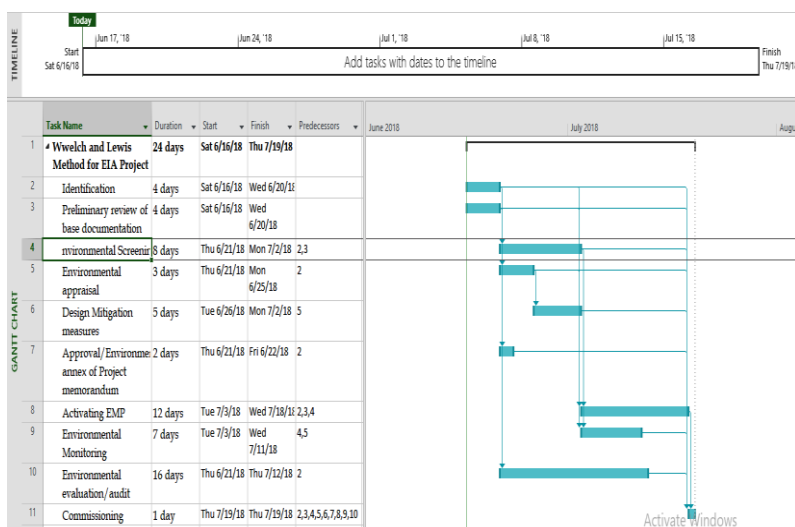 Today
Jun 17, '18 Jun 24, '18 Jul 1, '18 Jul 8, '18 Jul 15, '18
TIMELINE
Start
Sat 6/16/18
Add tasks with dates to the timeline
Finish
Thu 7/19/18
GANTT CHART
Task Name Duration Start Finish Predecessors June 2018 July 2018 Augu
1 Wwelch and Lewis 24 days Sat 6/16/18 Thu 7/19/18
Method for EIA Project
2 Identification 4 days Sat 6/16/18 Wed 6/20/18
3 Preliminary review of 4 days Sat 6/16/18 Wed
base documentation 6/20/18
4 nvironmental Screenin 8 days Thu 6/21/18 Mon 7/2/18 2,3
5 Environmental 3 days Thu 6/21/18 Mon 2
appraisal 6/25/18
6 Design Mitigation 5 days Tue 6/26/18 Mon 7/2/18 5
measures
7 Approval/Environme 2 days Thu 6/21/18 Fri 6/22/18 2
annex of Project
memorandum
8 Activating EMP 12 days Tue 7/3/18 Wed 7/18/18 2,3,4
9 Environmental 7 days Tue 7/3/18 Wed 4,5
Monitoring 7/11/18
10 Environmental 16 days Thu 6/21/18 Thu 7/12/18 2
evaluation/audit
11 Commissioning 1 day Thu 7/19/18 Thu 7/19/18 2,3,4,5,6,7,8,9,10
Activate Windows